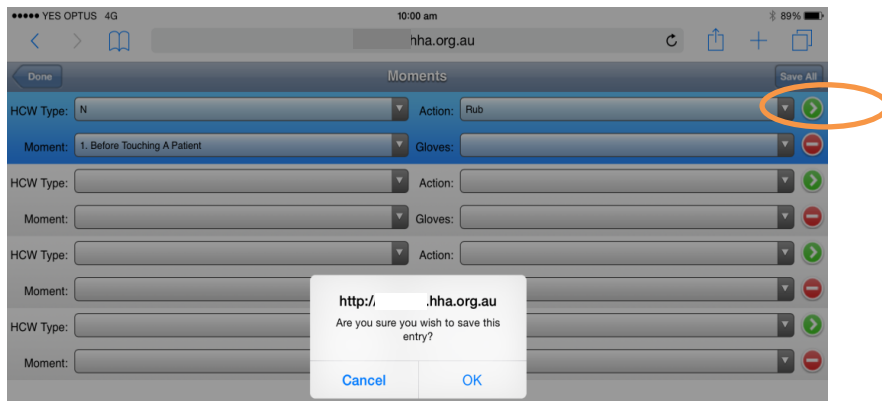 YES OPTUS 4G 10:00 am 89%
hha.org.au
Done Moments Save All
HCW Type: N Action: Rub
Moment: 1. Before Touching A Patient Gloves:
HCW Type: Action:
Moment: Gloves:
HCW Type: Action:
Moment:
HCW Type:
Moment:
http:// .hha.org.au
Are you sure you wish to save this
entry?
Cancel OK